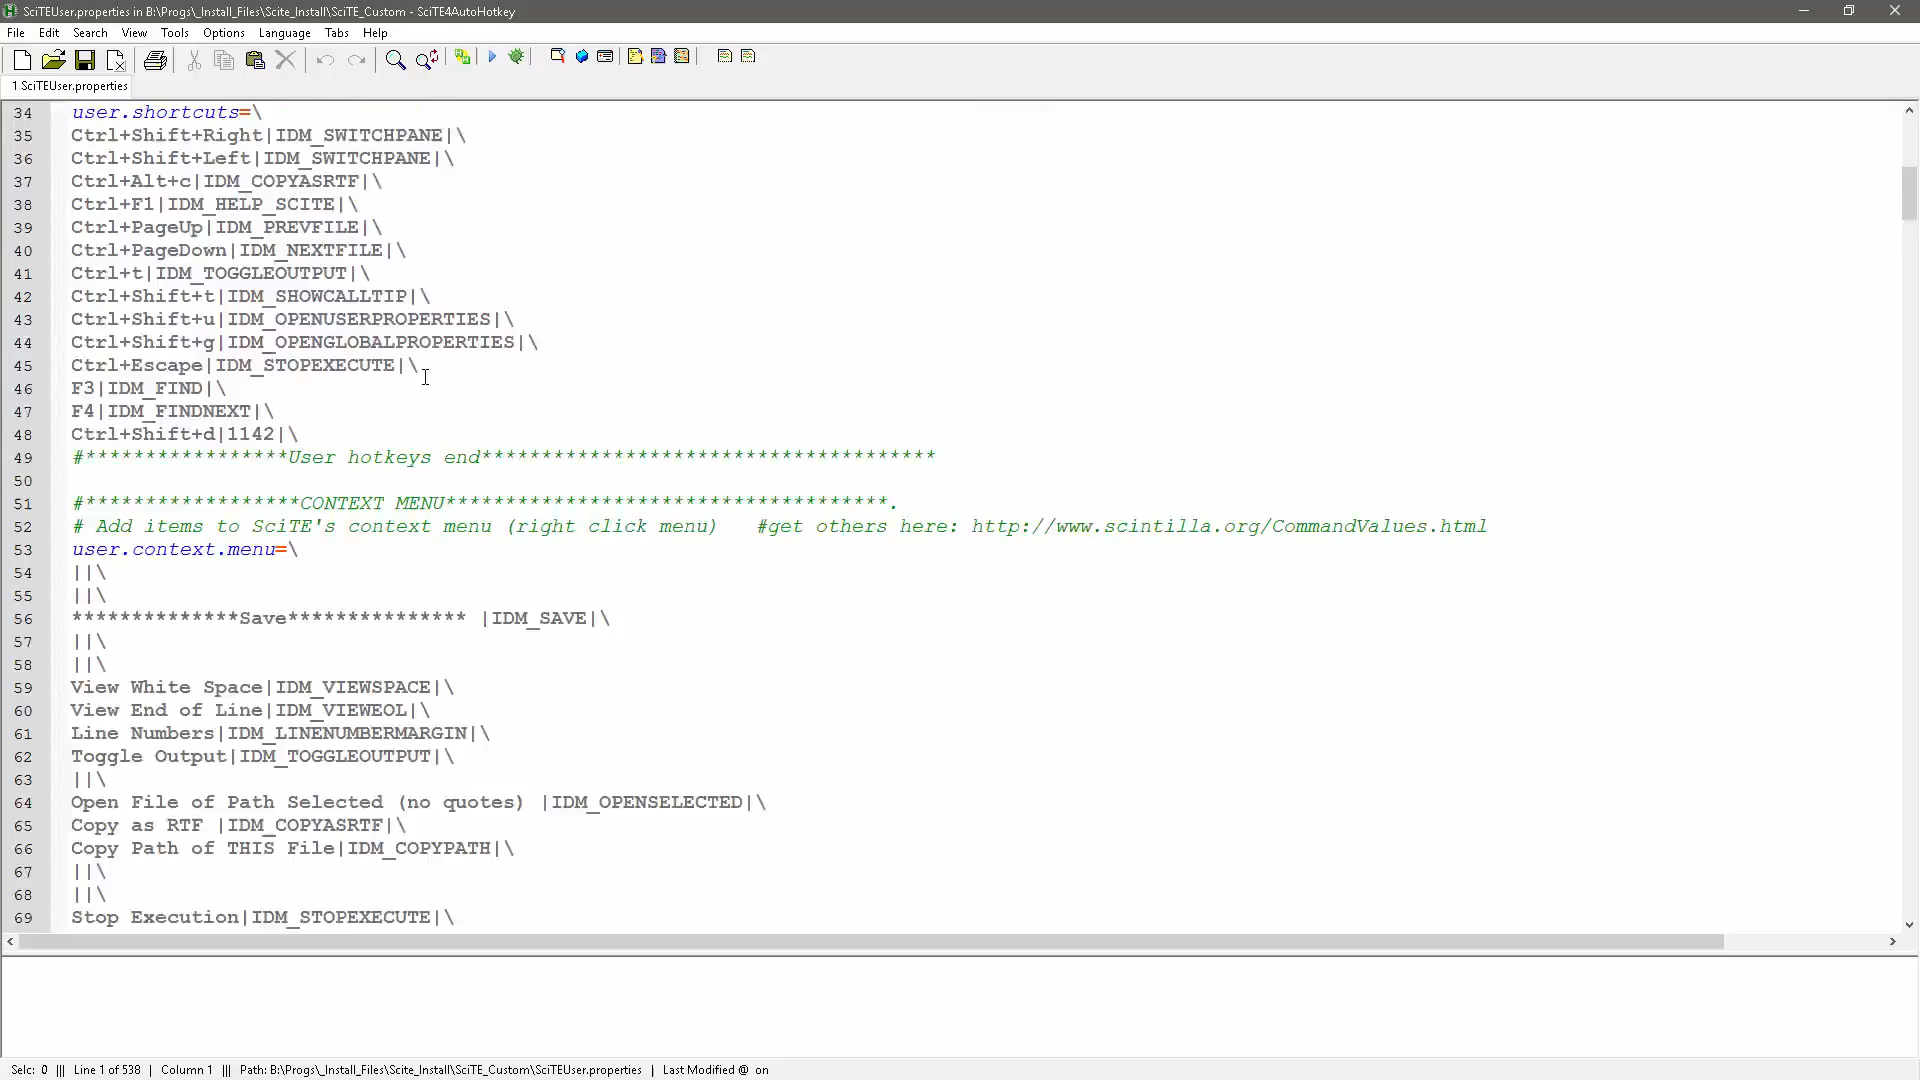 SciTEUser.properties in B:\Progs\_Install_Files\Scite_Install\SciTE_Custom - SciTE4AutoHotkey
File Edit Search View Tools Options Language Tabs Help
1 SciTEUser.properties
34 user.shortcuts=\
35 Ctrl+Shift+Right|IDM_SWITCHPANE|\
36 Ctrl+Shift+Left|IDM_SWITCHPANE|\
37 Ctrl+Alt+c|IDM_COPYASRTF|\
38 Ctrl+F1|IDM_HELP_SCITE|\
39 Ctrl+PageUp|IDM_PREVFILE|\
40 Ctrl+PageDown|IDM_NEXTFILE|\
41 Ctrl+t|IDM_TOGGLEOUTPUT|\
42 Ctrl+Shift+t|IDM_SHOWCALLTIP|\
43 Ctrl+Shift+u|IDM_OPENUSERPROPERTIES|\
44 Ctrl+Shift+g|IDM_OPENGLOBALPROPERTIES|\
45 Ctrl+Escape|IDM_STOPEXECUTE|\
46 F3|IDM_FIND|\
47 F4|IDM_FINDNEXT|\
48 Ctrl+Shift+d|1142|\
49 #*****************User hotkeys end**************************************
50
51 #******************CONTEXT MENU*************************************.
52 # Add items to SciTE's context menu (right click menu)   #get others here: http://www.scintilla.org/CommandValues.html
53 user.context.menu=\
54 ||\
55 ||\
56 **************Save*************** |IDM_SAVE|\
57 ||\
58 ||\
59 View White Space|IDM_VIEWSPACE|\
60 View End of Line|IDM_VIEWEOL|\
61 Line Numbers|IDM_LINENUMBERMARGIN|\
62 Toggle Output|IDM_TOGGLEOUTPUT|\
63 ||\
64 Open File of Path Selected (no quotes) |IDM_OPENSELECTED|\
65 Copy as RTF |IDM_COPYASRTF|\
66 Copy Path of THIS File|IDM_COPYPATH|\
67 ||\
68 ||\
69 Stop Execution|IDM_STOPEXECUTE|\
Selc: 0 ||| Line 1 of 538 | Column 1 ||| Path: B:\Progs\_Install_Files\Scite_Install\SciTE_Custom\SciTEUser.properties | Last Modified @ on